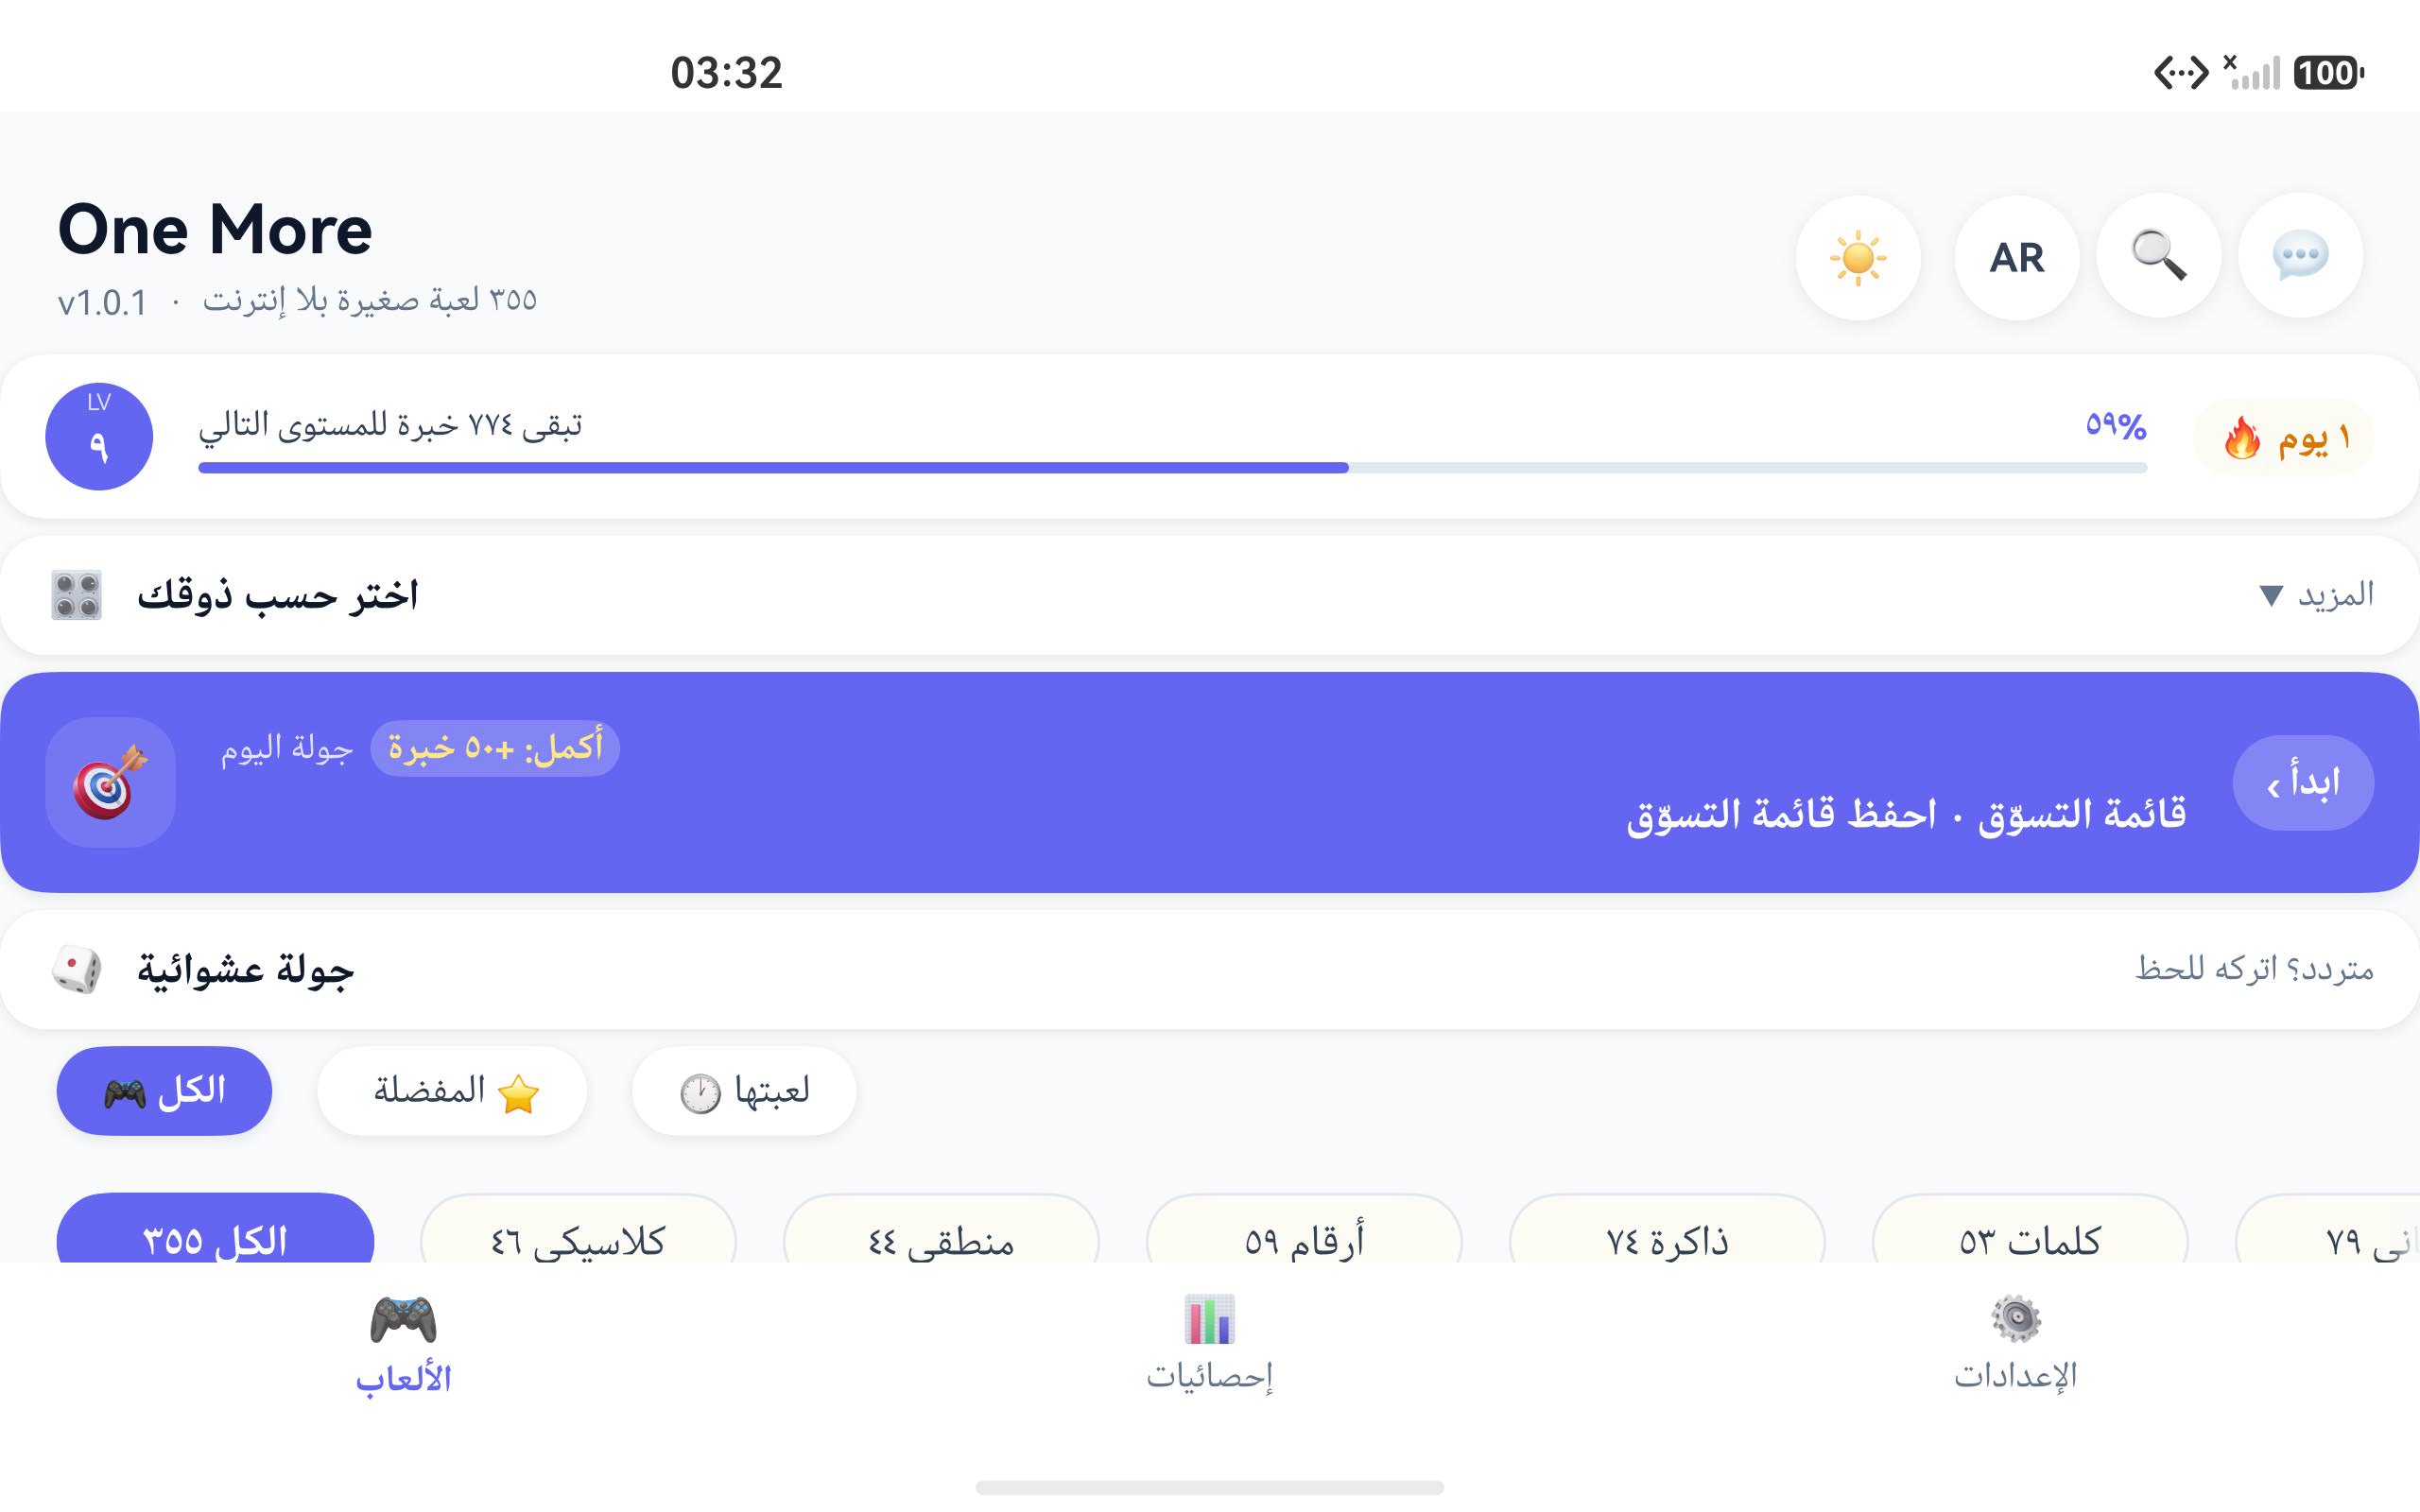 03:32
100
One More
AR
v1.0.1 · ٣٥٥ لعبة صغيرة بلا إنترنت
LV
٩
تبقى ٧٧٤ خبرة للمستوى التالي
٥٩%
١ يوم
اختر حسب ذوقك
المزيد ▼
جولة اليوم
أكمل: +٥٠ خبرة
قائمة التسوّق · احفظ قائمة التسوّق
ابدأ ›
جولة عشوائية
متردد؟ اتركه للحظ
الكل
المفضلة
لعبتها
الكل ٣٥٥
كلاسيكي ٤٦
منطقي ٤٤
أرقام ٥٩
ذاكرة ٧٤
كلمات ٥٣
٧٩
الألعاب
إحصائيات
الإعدادات